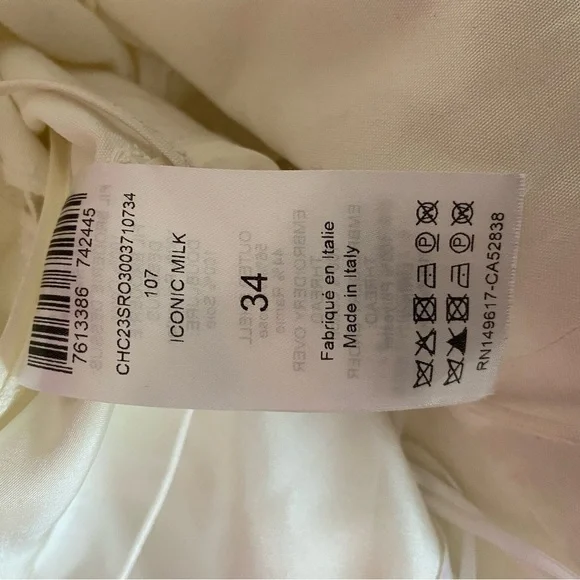 7613386 742445
CHC23SRO3003710734
107
ICONIC MILK
34
Fabriqué en Italie
Made in Italy
RN149617-CA52838